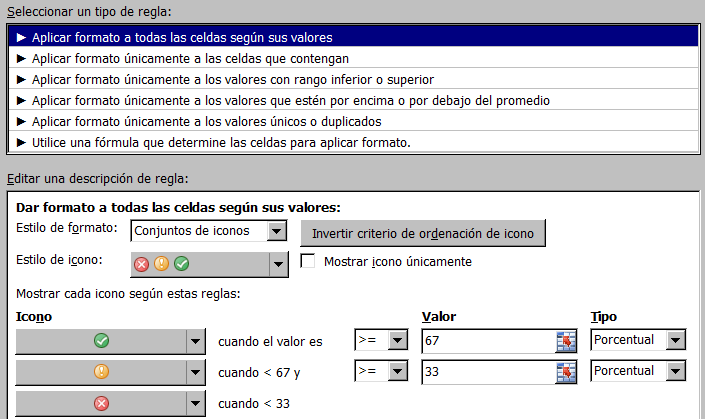 Seleccionar un tipo de regla:
► Aplicar formato a todas las celdas según sus valores
► Aplicar formato únicamente a las celdas que contengan
► Aplicar formato únicamente a los valores con rango inferior o superior
► Aplicar formato únicamente a los valores que estén por encima o por debajo del promedio
► Aplicar formato únicamente a los valores únicos o duplicados
► Utilice una fórmula que determine las celdas para aplicar formato.
Editar una descripción de regla:
Dar formato a todas las celdas según sus valores:
Estilo de formato: Conjuntos de iconos Invertir criterio de ordenación de icono
Estilo de icono: Mostrar icono únicamente
Mostrar cada icono según estas reglas:
Icono Valor Tipo
cuando el valor es >= 67 Porcentual
cuando < 67 y >= 33 Porcentual
cuando < 33